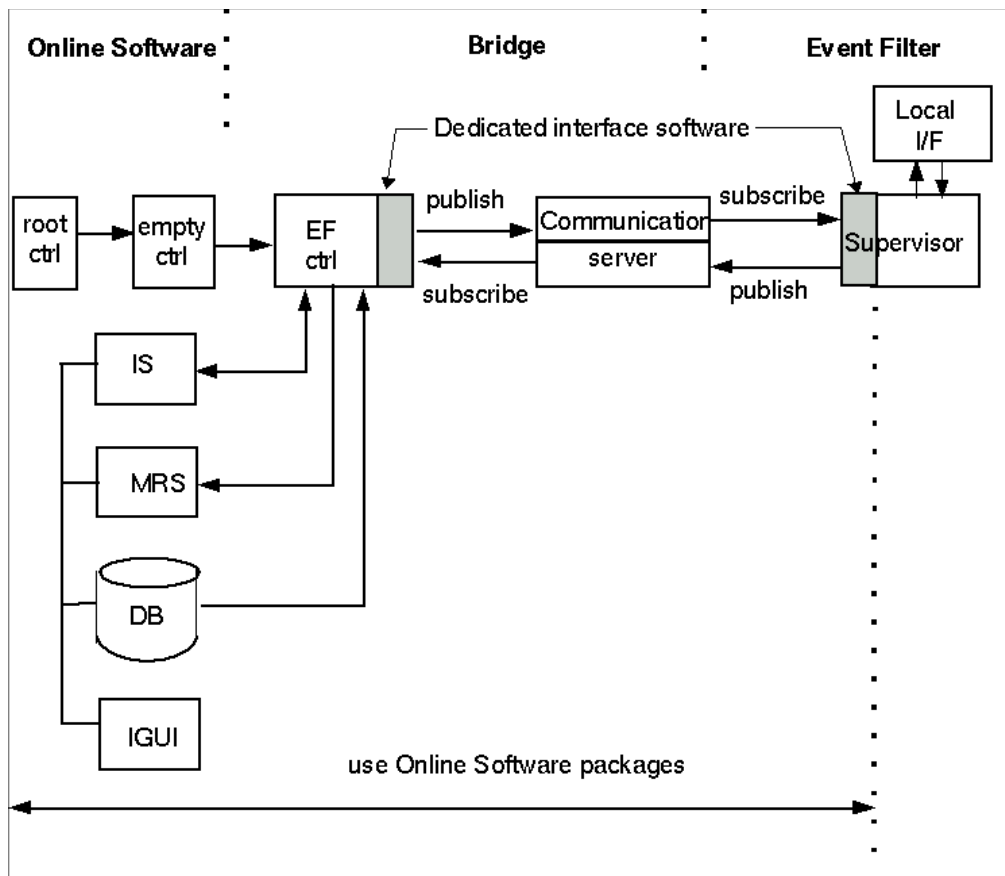 Online Software
Bridge
Event Filter
Local
I/F
Dedicated interface software
root
ctrl
empty
ctrl
EF
ctrl
publish
subscribe
Communication
server
subscribe
publish
Supervisor
IS
MRS
DB
IGUI
use Online Software packages